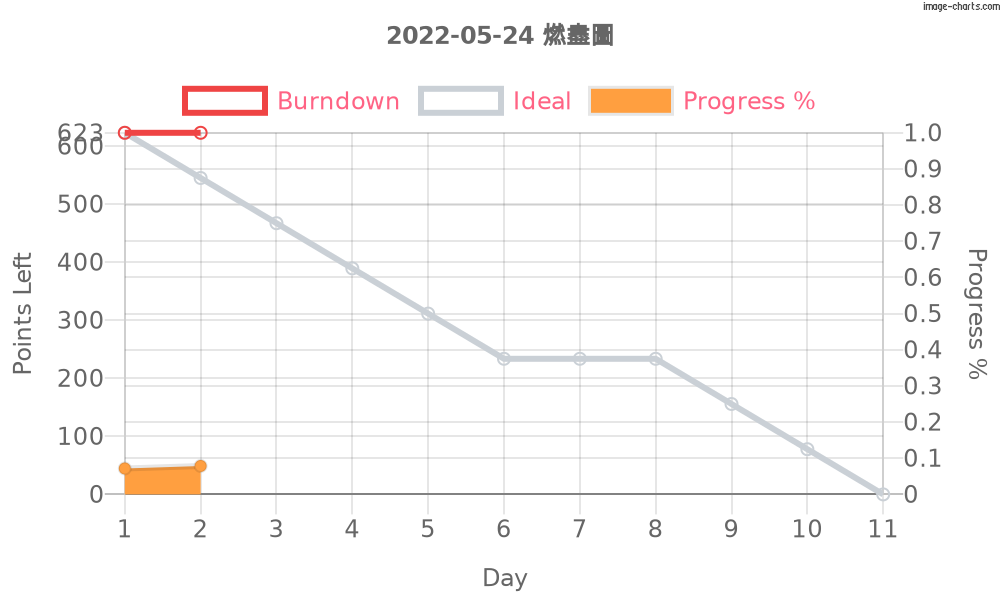 image-charts.com
2022-05-24 燃盡圖
Burndown Ideal Progress %
623
600
500
400
300
200
100
0
Points Left
1.0
0.9
0.8
0.7
0.6
0.5
0.4
0.3
0.2
0.1
0
Progress %
1 2 3 4 5 6 7 8 9 10 11
Day